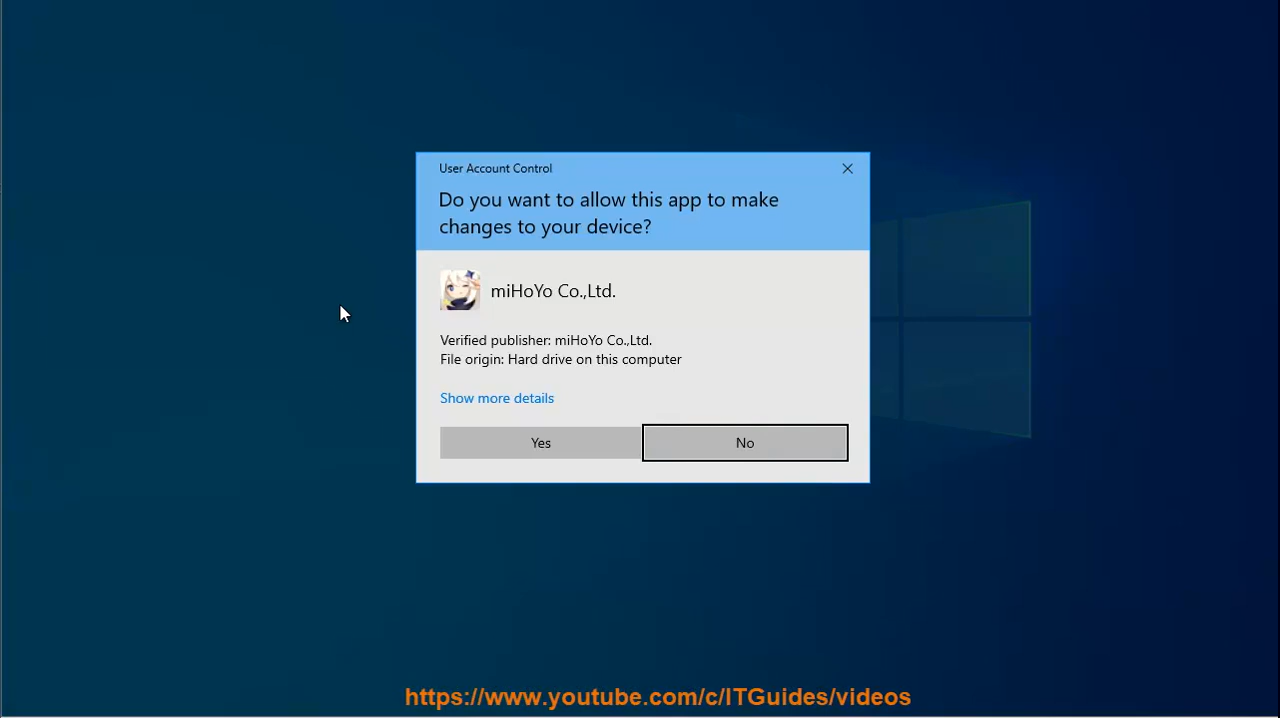 User Account Control
Do you want to allow this app to make
changes to your device?
miHoYo Co.,Ltd.
Verified publisher: miHoYo Co.,Ltd.
File origin: Hard drive on this computer
Show more details
Yes
No
https://www.youtube.com/c/ITGuides/videos